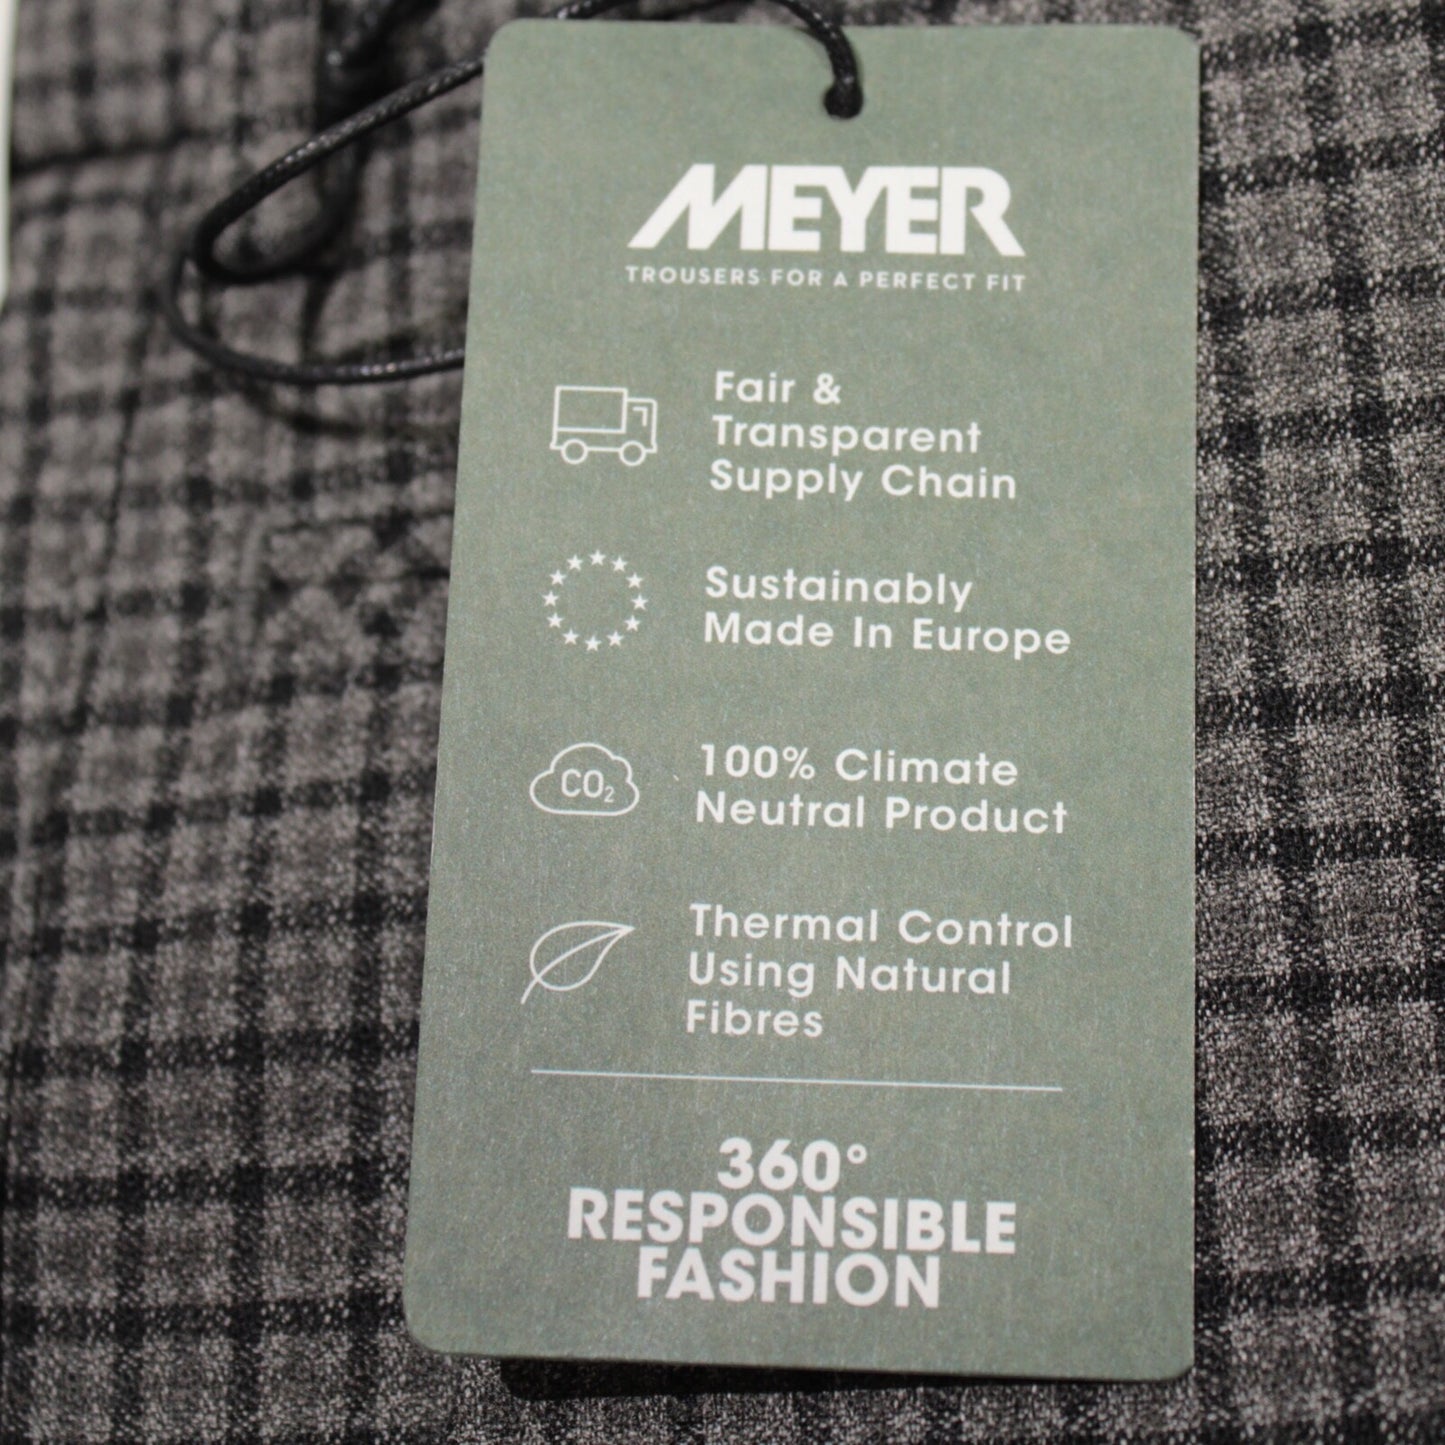 MEYER
TROUSERS FOR A PERFECT FIT
Fair &
Transparent
Supply Chain
Sustainably
Made In Europe
CO₂
100% Climate
Neutral Product
Thermal Control
Using Natural
Fibres
360°
RESPONSIBLE
FASHION